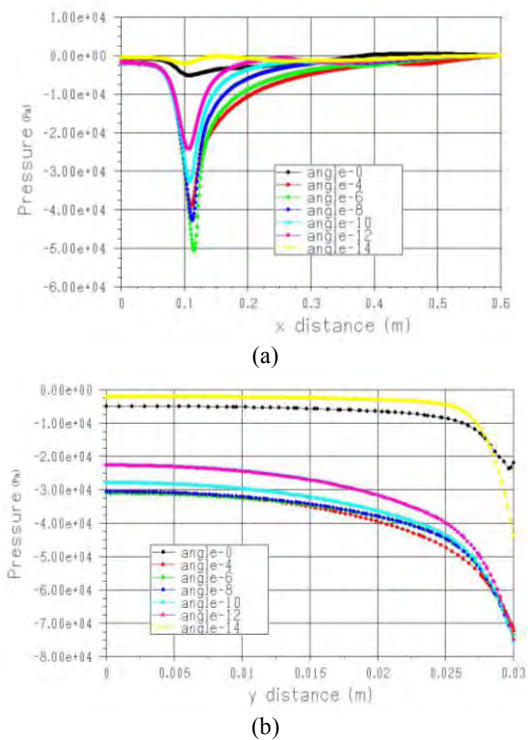 1.00e+04
0.00e+00
-1.00e+04
-2.00e+04
-3.00e+04
-4.00e+04
-5.00e+04
-6.00e+04
Pressure (Pa)
angle-0
angle-4
angle-6
angle-8
angle-10
angle-12
angle-14
0 0.1 0.2 0.3 0.4 0.5 0.6
x distance (m)
(a)
0.00e+00
-1.00e+04
-2.00e+04
-3.00e+04
-4.00e+04
-5.00e+04
-6.00e+04
-7.00e+04
-8.00e+04
Pressure (Pa)
angle-0
angle-4
angle-6
angle-8
angle-10
angle-12
angle-14
0 0.005 0.01 0.015 0.02 0.025 0.03
y distance (m)
(b)